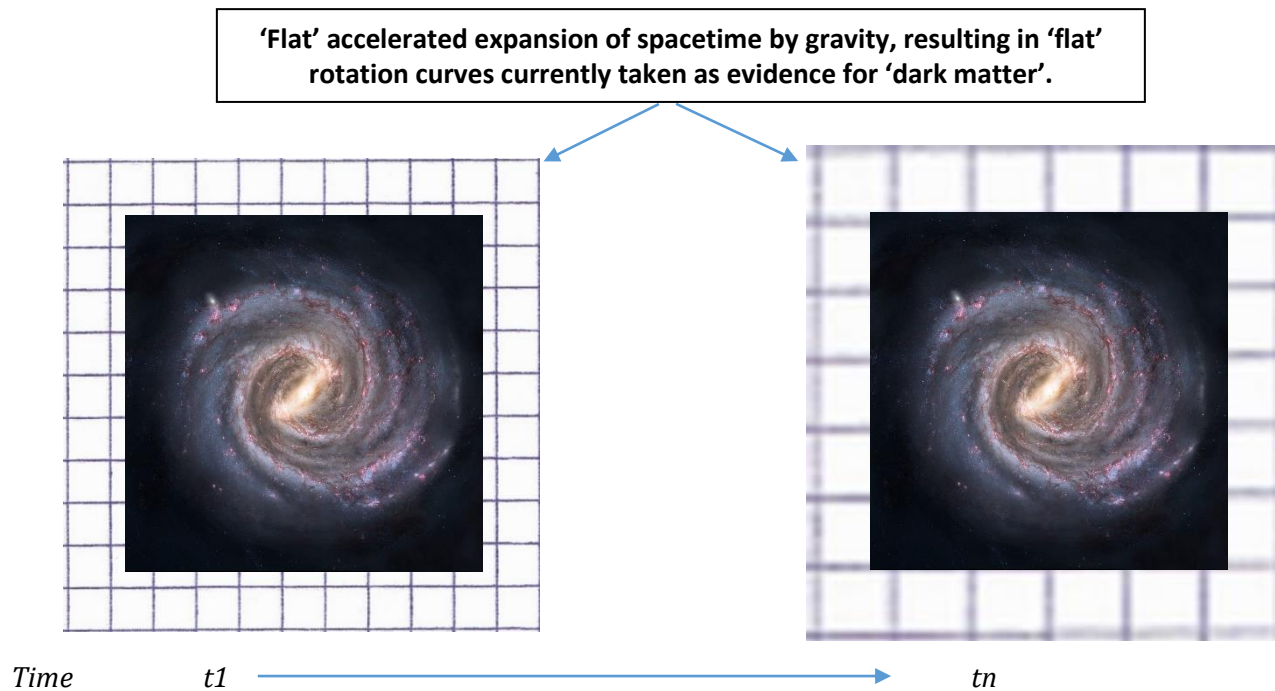 ‘Flat’ accelerated expansion of spacetime by gravity, resulting in ‘flat’
rotation curves currently taken as evidence for ‘dark matter’.
Time t1 tn